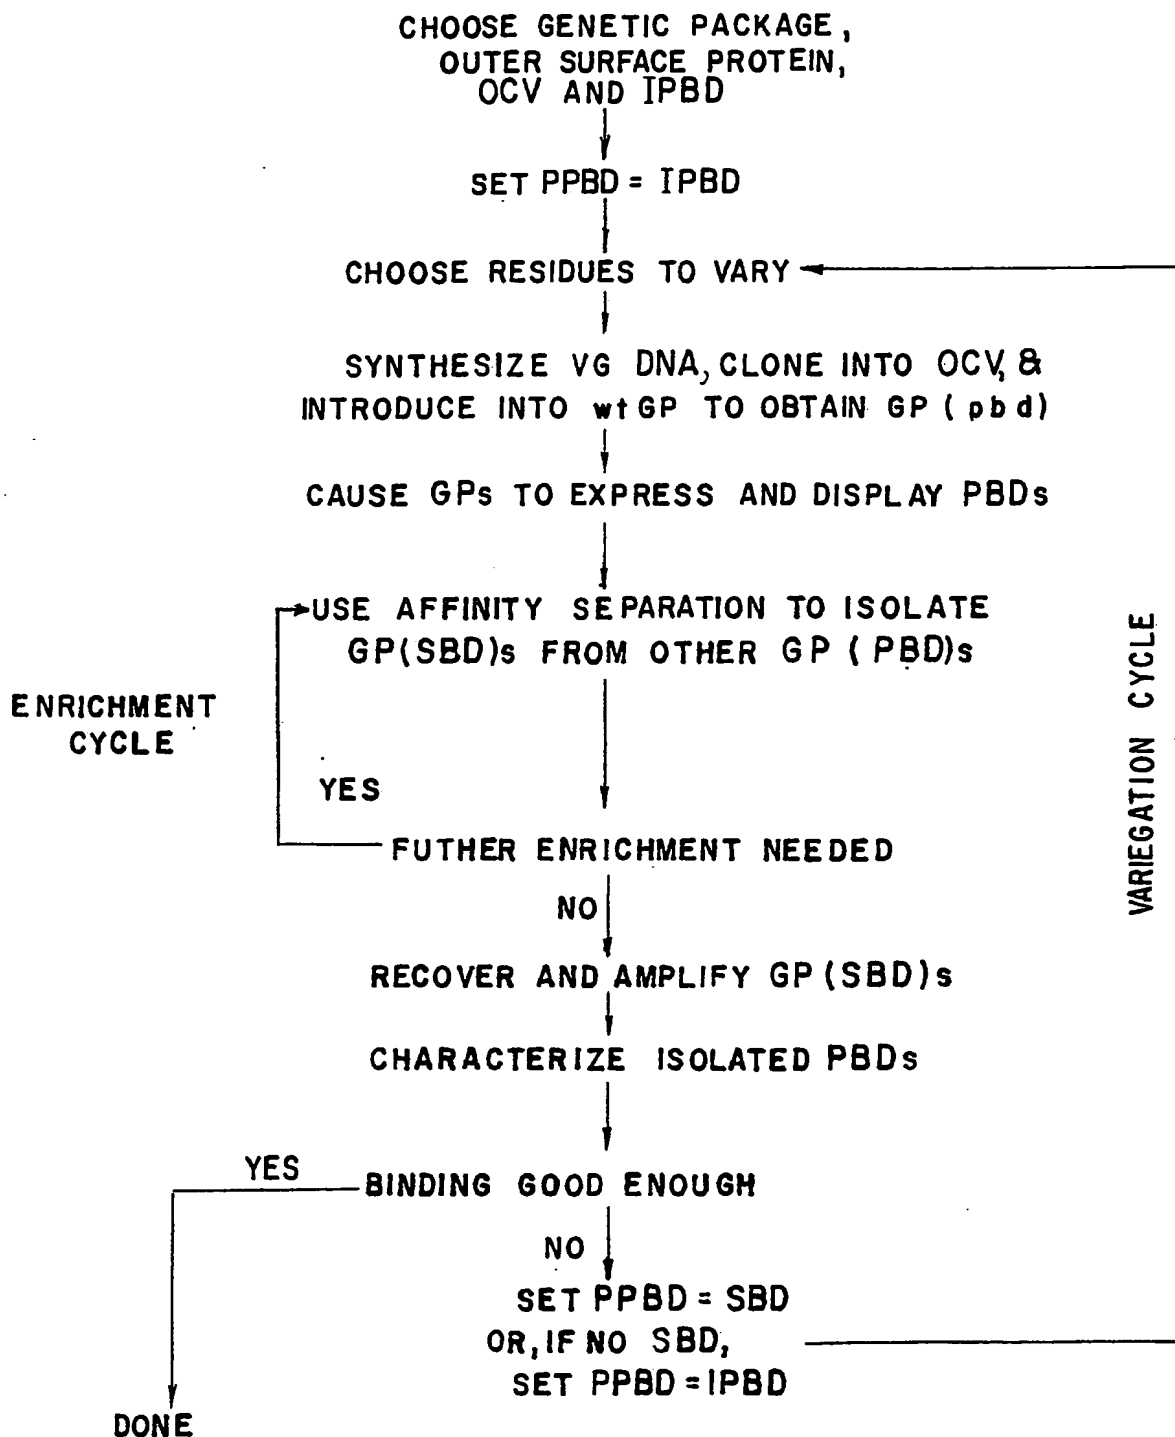 CHOOSE GENETIC PACKAGE,
OUTER SURFACE PROTEIN,
OCV AND IPBD
SET PPBD = IPBD
CHOOSE RESIDUES TO VARY
SYNTHESIZE VG DNA, CLONE INTO OCV, &
INTRODUCE INTO wtGP TO OBTAIN GP (pbd)
CAUSE GPs TO EXPRESS AND DISPLAY PBDs
USE AFFINITY SEPARATION TO ISOLATE
GP(SBD)s FROM OTHER GP (PBD)s
ENRICHMENT
CYCLE
YES
VARIEGATION CYCLE
FUTHER ENRICHMENT NEEDED
NO
RECOVER AND AMPLIFY GP (SBD)s
CHARACTERIZE ISOLATED PBDs
YES
BINDING GOOD ENOUGH
NO
SET PPBD = SBD
OR, IF NO SBD,
SET PPBD = IPBD
DONE